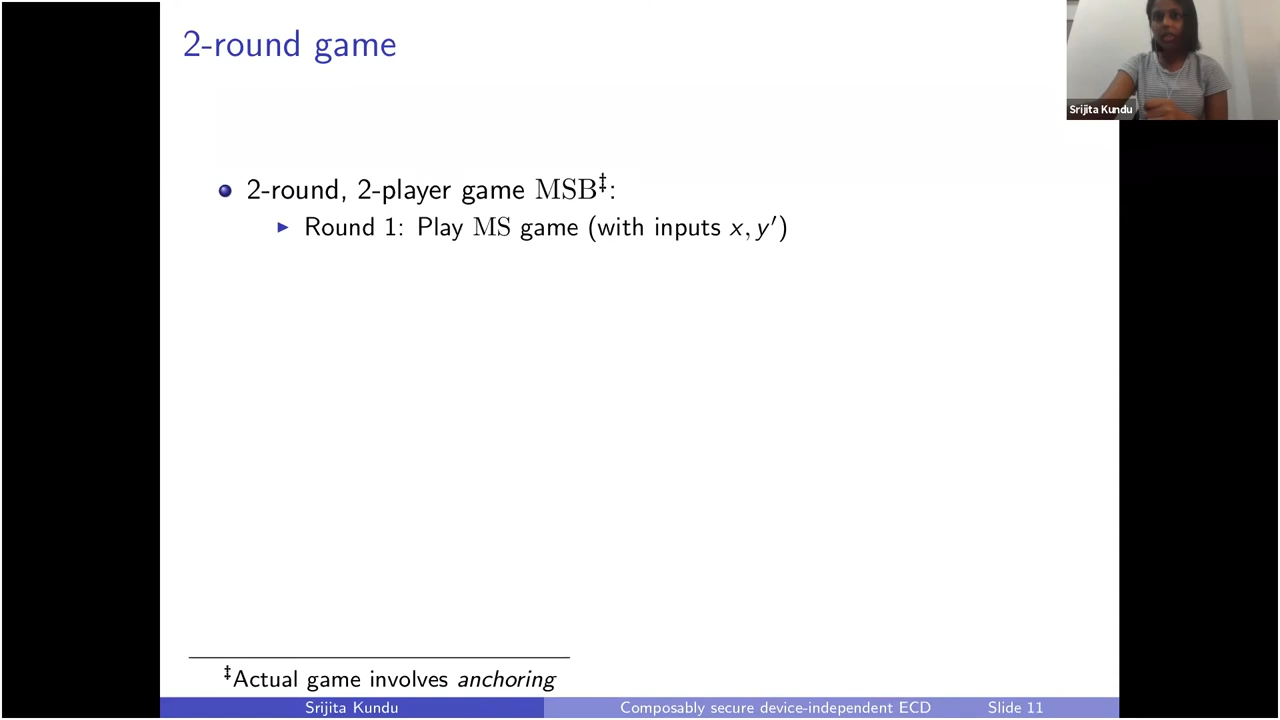 2-round game
Srijita Kundu
2-round, 2-player game MSB‡:
Round 1: Play MS game (with inputs x, y′)
‡Actual game involves anchoring
Srijita Kundu Composably secure device-independent ECD Slide 11